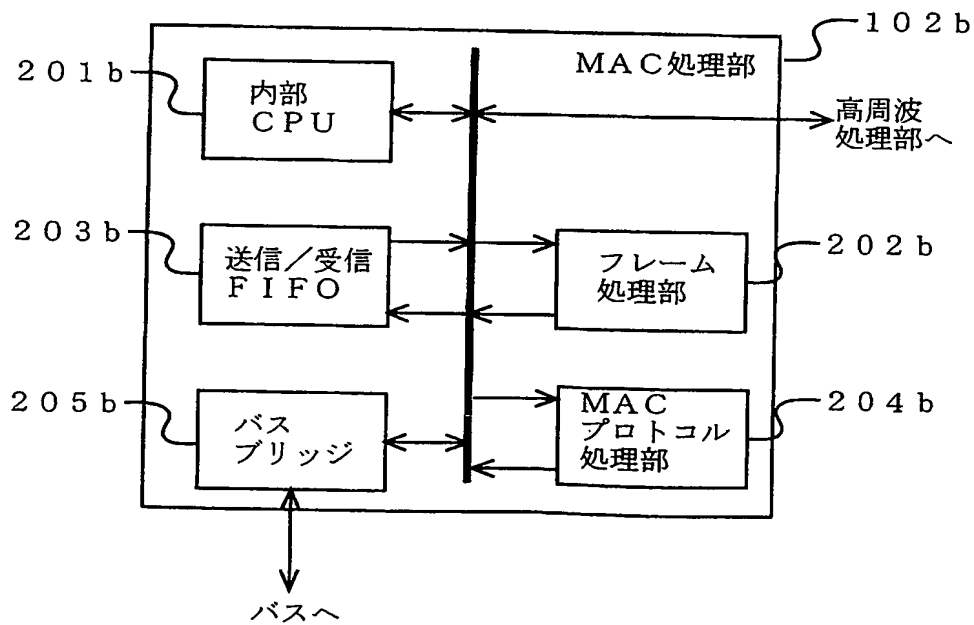 １０２ｂ
ＭＡＣ処理部
２０１ｂ
内部
ＣＰＵ
高周波
処理部へ
２０３ｂ
送信／受信
ＦＩＦＯ
フレーム
処理部
２０２ｂ
２０５ｂ
バス
ブリッジ
ＭＡＣ
プロトコル
処理部
２０４ｂ
バスへ